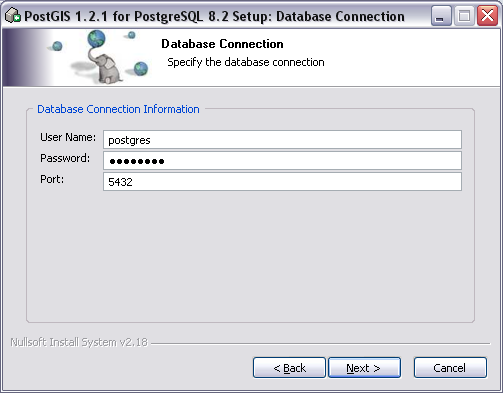 PostGIS 1.2.1 for PostgreSQL 8.2 Setup: Database Connection
Database Connection
Specify the database connection
Database Connection Information
User Name: postgres
Password: ●●●●●●●●
Port: 5432
Nullsoft Install System v2.18
< Back Next > Cancel